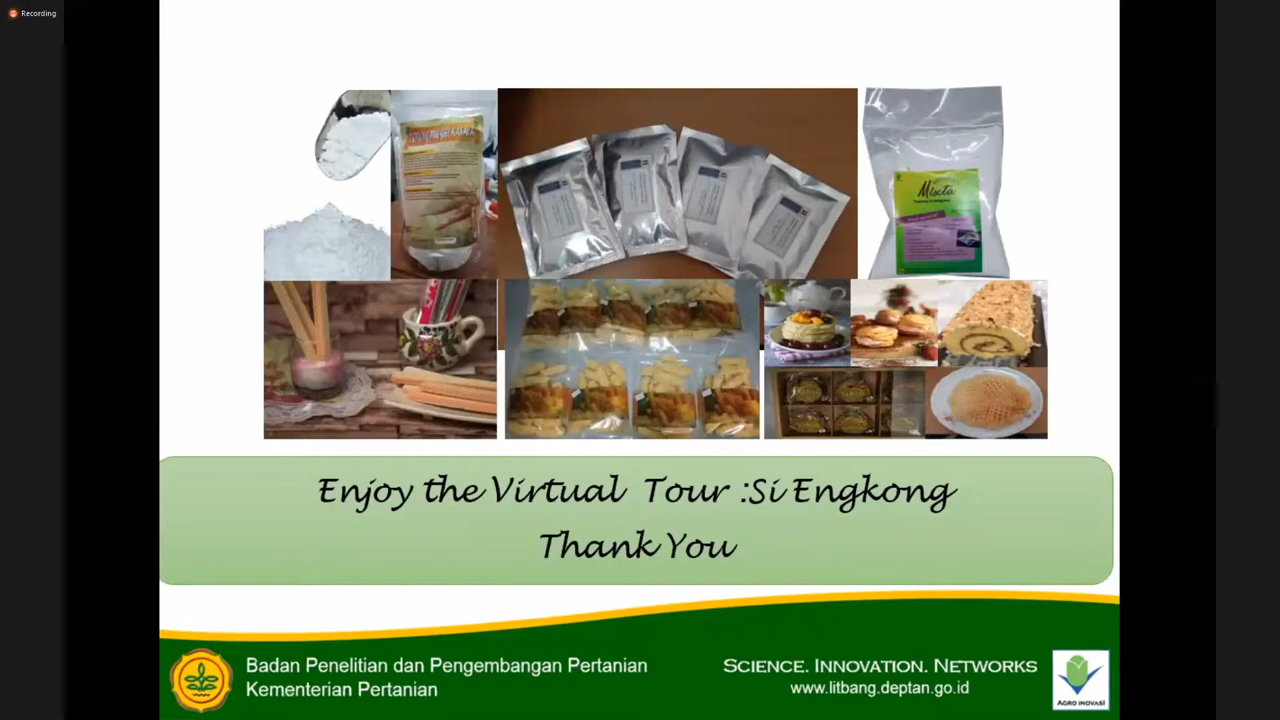 Recording
Mixta
Enjoy the Virtual Tour :Si Engkong
Thank You
Badan Penelitian dan Pengembangan Pertanian
Kementerian Pertanian
SCIENCE. INNOVATION. NETWORKS
www.litbang.deptan.go.id
AGRO INOVASI